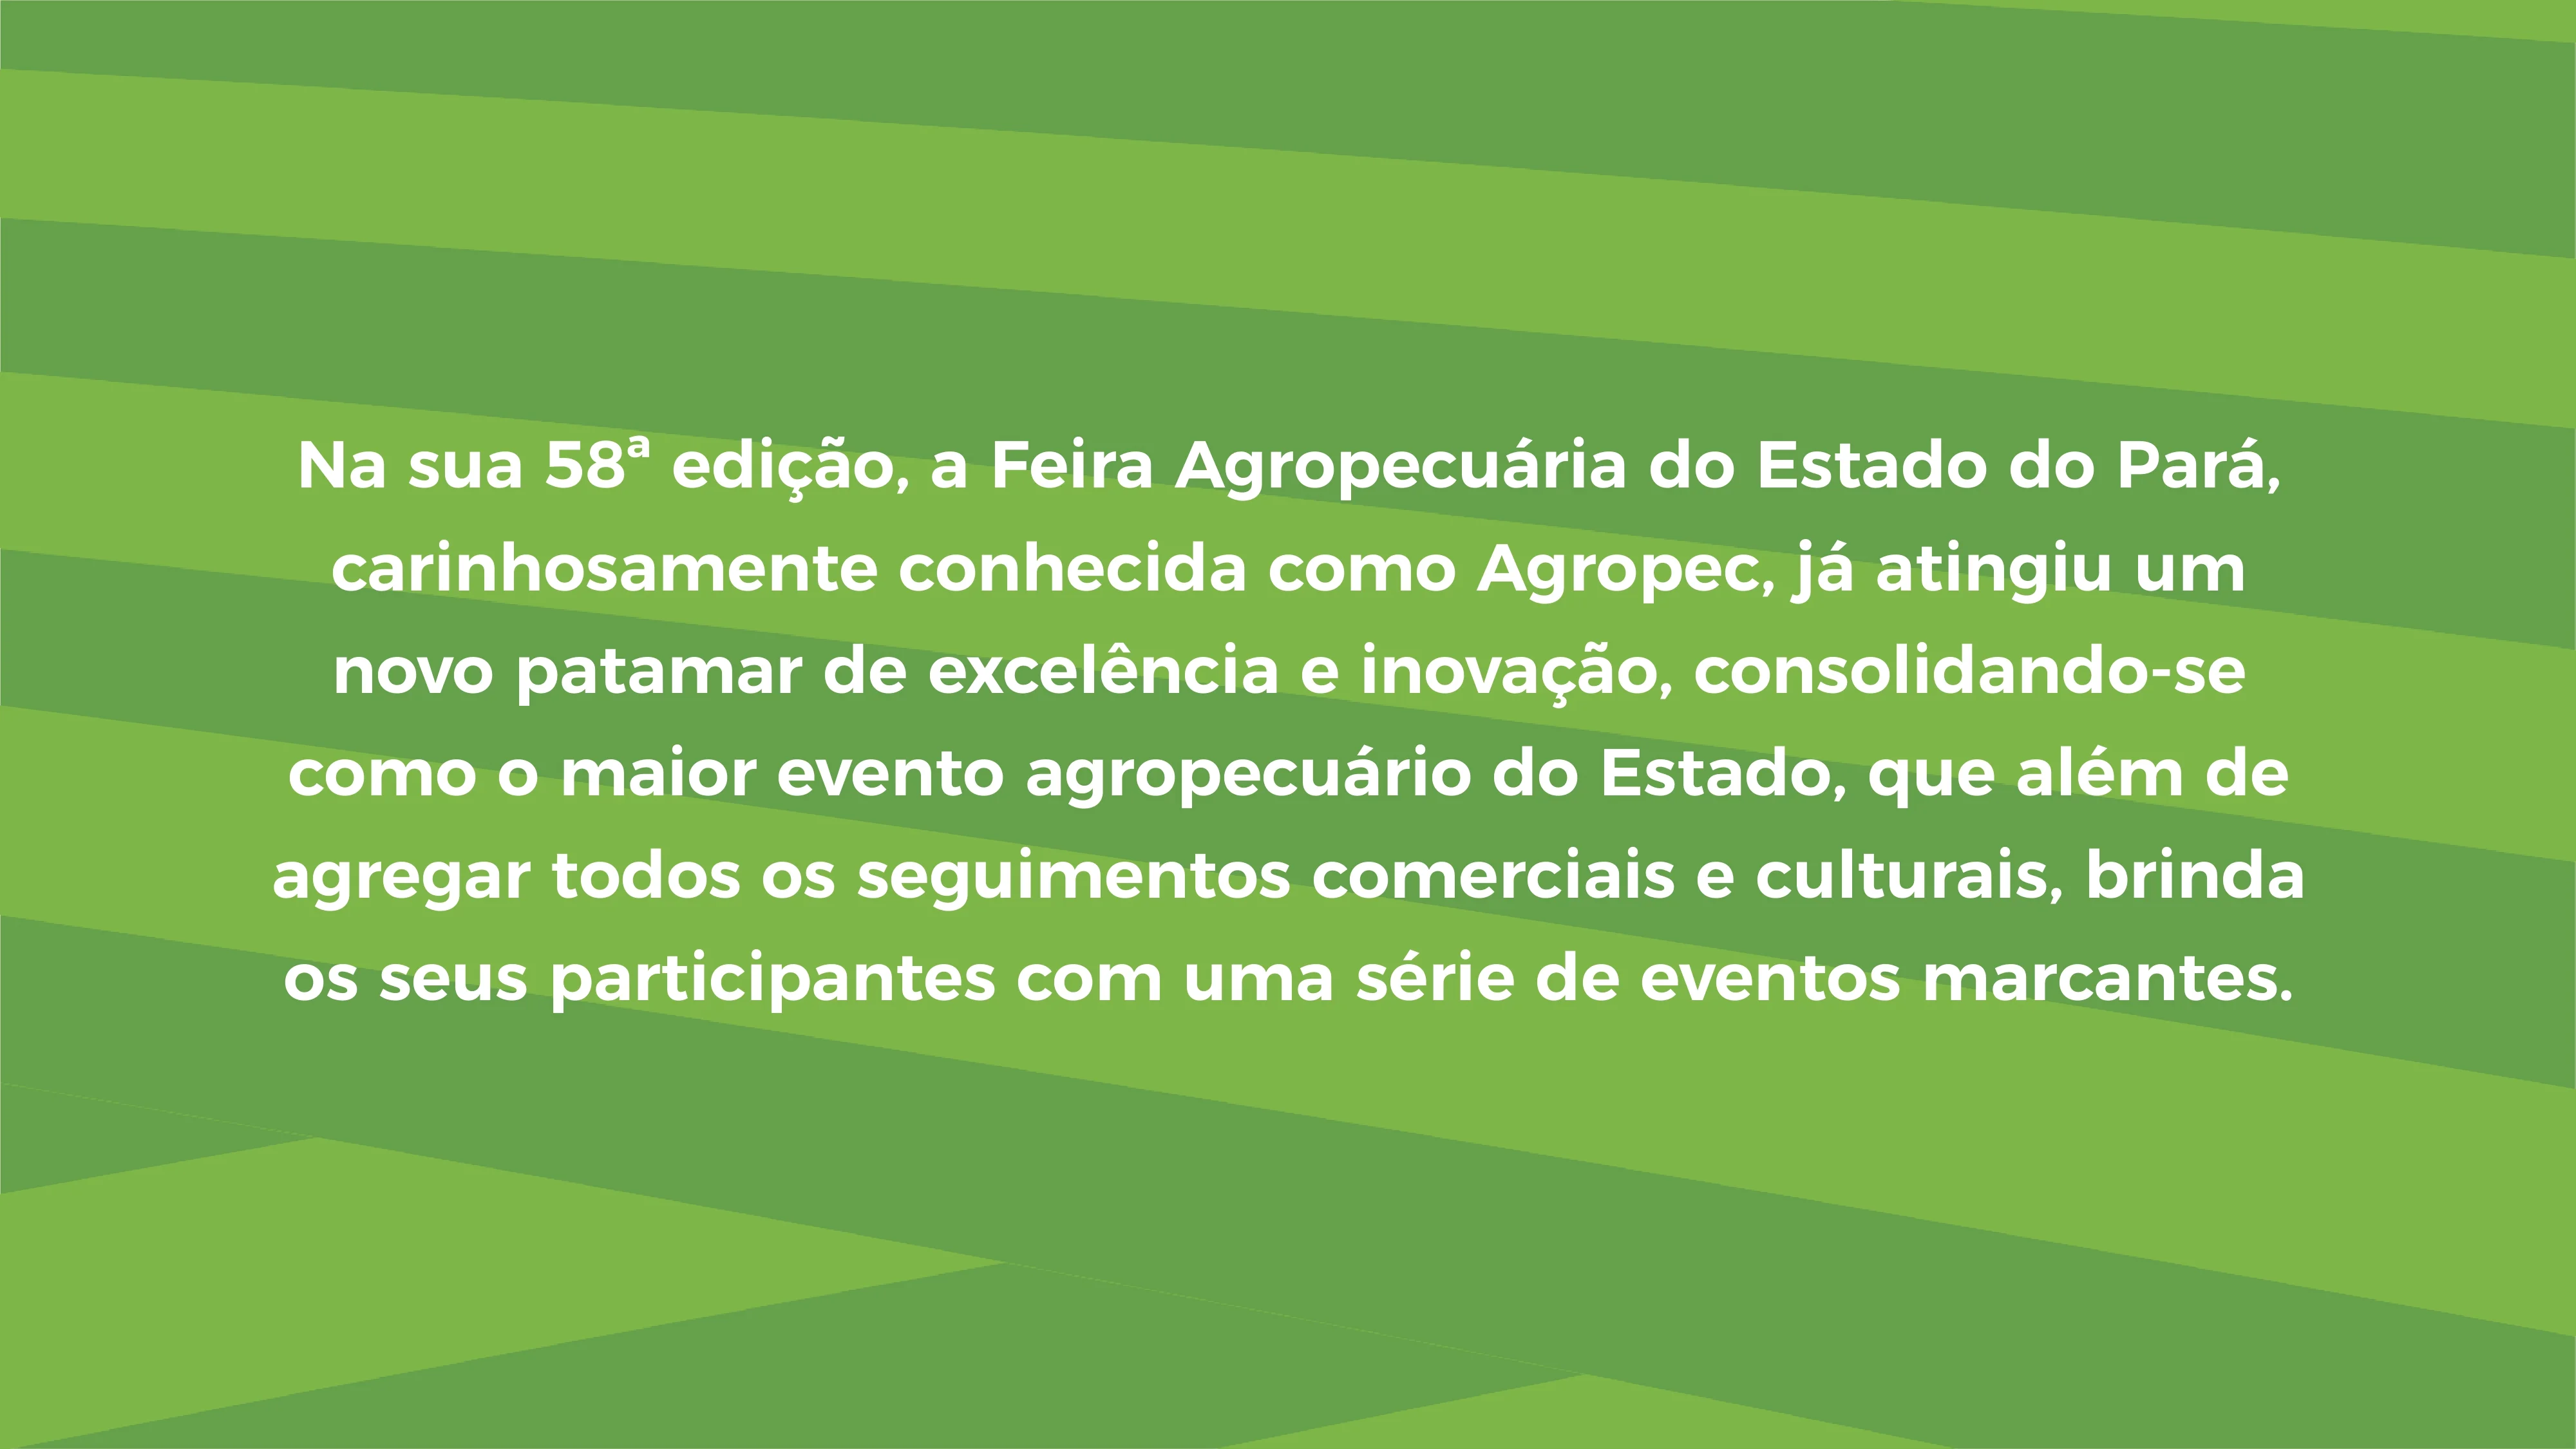 Na sua 58ª edição, a Feira Agropecuária do Estado do Pará,
carinhosamente conhecida como Agropec, já atingiu um
novo patamar de excelência e inovação, consolidando-se
como o maior evento agropecuário do Estado, que além de
agregar todos os seguimentos comerciais e culturais, brinda
os seus participantes com uma série de eventos marcantes.